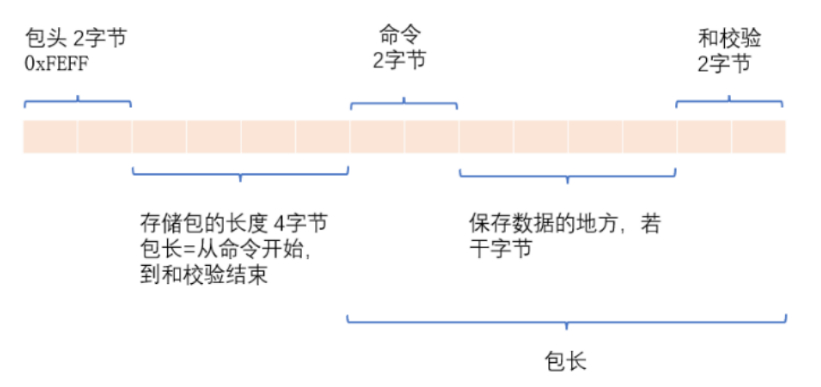 包头 2字节
0xFEFF
命令
2字节
和校验
2字节
存储包的长度 4字节
包长=从命令开始，
到和校验结束
保存数据的地方，若
干字节
包长